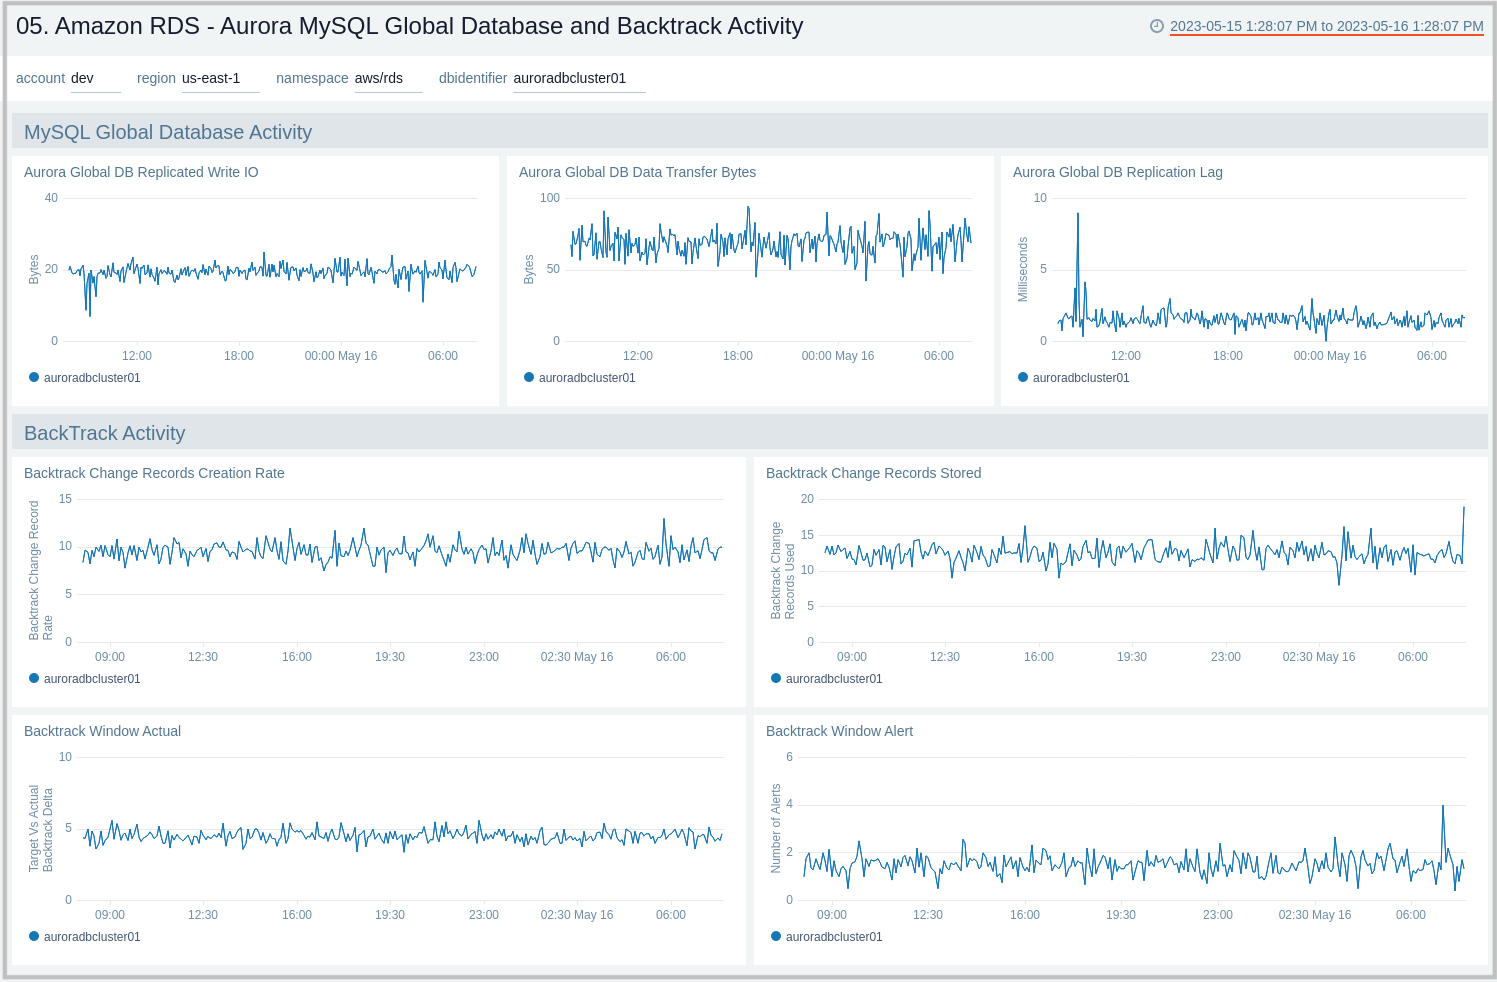 05. Amazon RDS - Aurora MySQL Global Database and Backtrack Activity
2023-05-15 1:28:07 PM to 2023-05-16 1:28:07 PM
account dev region us-east-1 namespace aws/rds dbidentifier auroradbcluster01
MySQL Global Database Activity
Aurora Global DB Replicated Write IO
Bytes
40
20
0
12:00 18:00 00:00 May 16 06:00
auroradbcluster01
Aurora Global DB Data Transfer Bytes
Bytes
100
50
0
12:00 18:00 00:00 May 16 06:00
auroradbcluster01
Aurora Global DB Replication Lag
Milliseconds
10
5
0
12:00 18:00 00:00 May 16 06:00
auroradbcluster01
BackTrack Activity
Backtrack Change Records Creation Rate
Backtrack Change Record
Rate
15
10
5
0
09:00 12:30 16:00 19:30 23:00 02:30 May 16 06:00
auroradbcluster01
Backtrack Change Records Stored
Backtrack Change
Records Used
20
15
10
5
0
09:00 12:30 16:00 19:30 23:00 02:30 May 16 06:00
auroradbcluster01
Backtrack Window Actual
Target Vs Actual
Backtrack Delta
10
5
0
09:00 12:30 16:00 19:30 23:00 02:30 May 16 06:00
auroradbcluster01
Backtrack Window Alert
Number of Alerts
6
4
2
0
09:00 12:30 16:00 19:30 23:00 02:30 May 16 06:00
auroradbcluster01